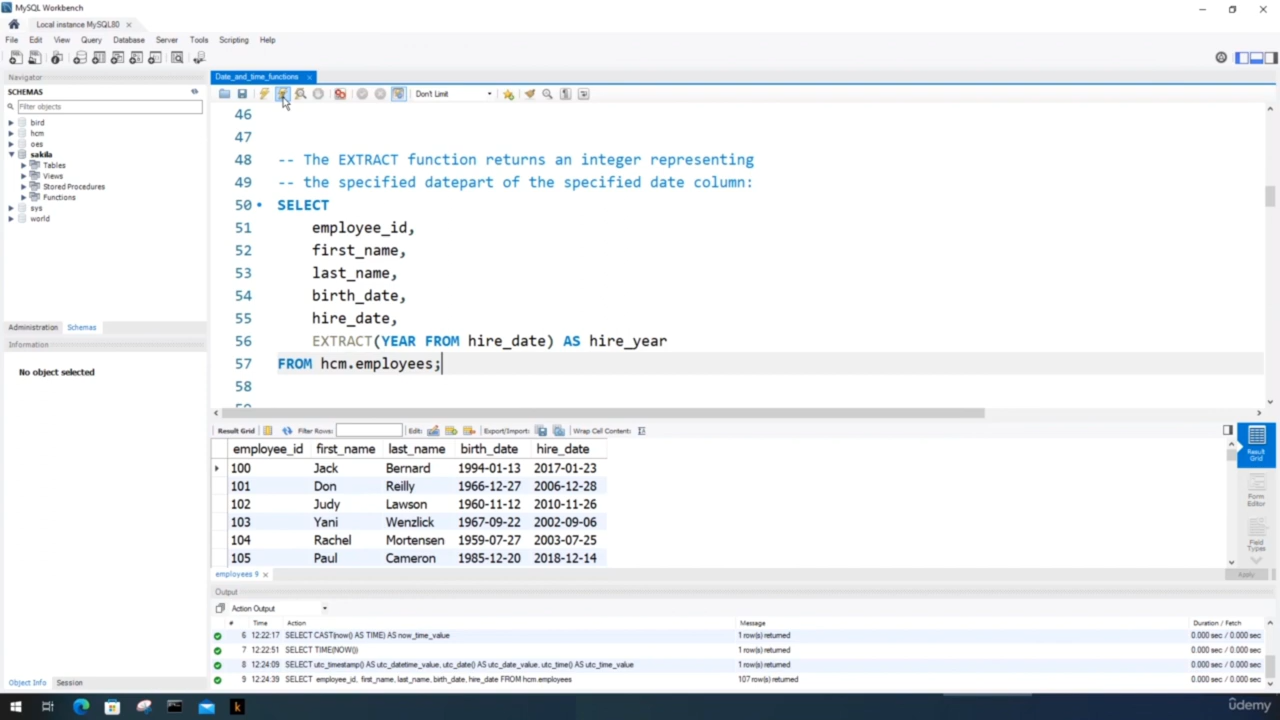 MySQL Workbench
Local instance MySQL80 ×
File Edit View Query Database Server Tools Scripting Help
Navigator
SCHEMAS
Filter objects
bird
hcm
oes
sakila
Tables
Views
Stored Procedures
Functions
sys
world
Administration Schemas
Information
No object selected
Object Info Session
Date_and_time_functions ×
Don't Limit
46
47
48 -- The EXTRACT function returns an integer representing
49 -- the specified datepart of the specified date column:
50 SELECT
51 employee_id,
52 first_name,
53 last_name,
54 birth_date,
55 hire_date,
56 EXTRACT(YEAR FROM hire_date) AS hire_year
57 FROM hcm.employees;
58
Result Grid Filter Rows: Edit: Export/Import: Wrap Cell Content:
employee_id first_name last_name birth_date hire_date
100 Jack Bernard 1994-01-13 2017-01-23
101 Don Reilly 1966-12-27 2006-12-28
102 Judy Lawson 1960-11-12 2010-11-26
103 Yani Wenzlick 1967-09-22 2002-09-06
104 Rachel Mortensen 1959-07-27 2003-07-25
105 Paul Cameron 1985-12-20 2018-12-14
Result
Grid
Form
Editor
Field
Types
employees 9 ×
Apply
Output
Action Output
# Time Action Message Duration / Fetch
6 12:22:17 SELECT CAST(now() AS TIME) AS now_time_value 1 row(s) returned 0.000 sec / 0.000 sec
7 12:22:51 SELECT TIME(NOW()) 1 row(s) returned 0.000 sec / 0.000 sec
8 12:24:09 SELECT utc_timestamp() AS utc_datetime_value, utc_date() AS utc_date_value, utc_time() AS utc_time_value 1 row(s) returned 0.000 sec / 0.000 sec
9 12:24:39 SELECT employee_id, first_name, last_name, birth_date, hire_date FROM hcm.employees 107 row(s) returned 0.000 sec / 0.000 sec
k
ûdemy